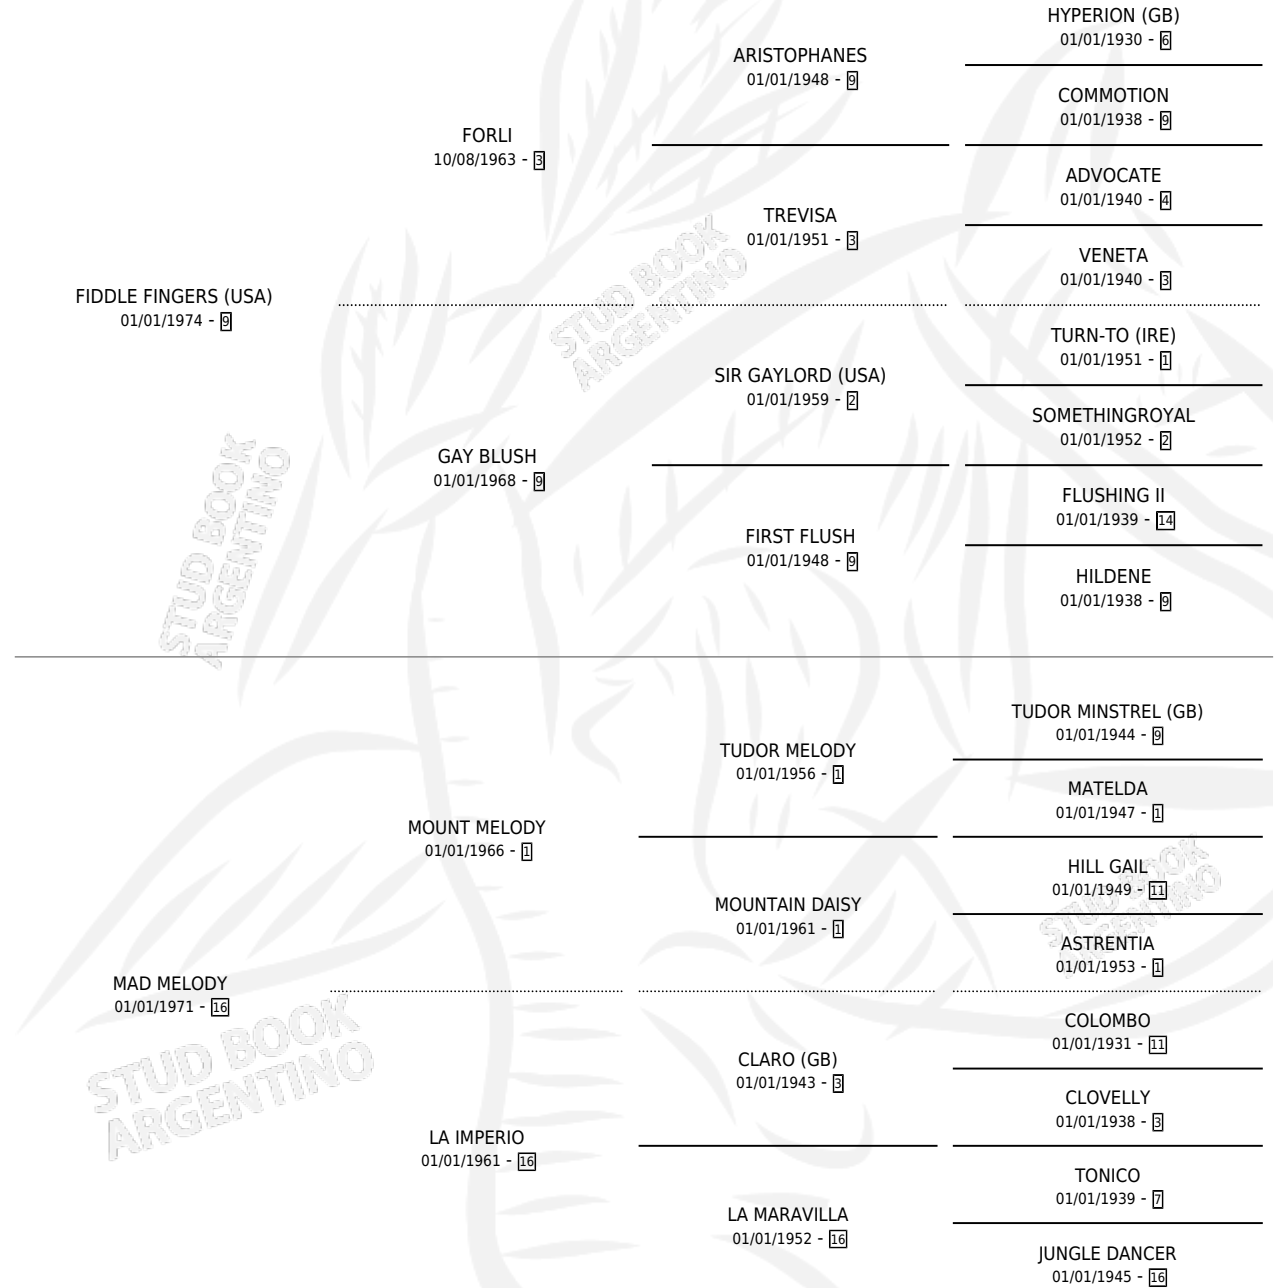 HYPERION (GB)
01/01/1930 - 6
ARISTOPHANES
01/01/1948 - 9
COMMOTION
01/01/1938 - 9
FORLI
10/08/1963 - 3
ADVOCATE
01/01/1940 - 4
TREVISA
01/01/1951 - 3
VENETA
01/01/1940 - 3
FIDDLE FINGERS (USA)
01/01/1974 - 9
TURN-TO (IRE)
01/01/1951 - 1
SIR GAYLORD (USA)
01/01/1959 - 2
SOMETHINGROYAL
01/01/1952 - 2
GAY BLUSH
01/01/1968 - 9
FLUSHING II
01/01/1939 - 14
FIRST FLUSH
01/01/1948 - 9
HILDENE
01/01/1938 - 9
STUD BOOK
ARGENTINO
STUD BOOK
ARGENTINO
TUDOR MINSTREL (GB)
01/01/1944 - 9
TUDOR MELODY
01/01/1956 - 1
MATELDA
01/01/1947 - 1
MOUNT MELODY
01/01/1966 - 1
HILL GAIL
01/01/1949 - 11
MOUNTAIN DAISY
01/01/1961 - 1
ASTRENTIA
01/01/1953 - 1
MAD MELODY
01/01/1971 - 16
COLOMBO
01/01/1931 - 11
CLARO (GB)
01/01/1943 - 3
CLOVELLY
01/01/1938 - 3
LA IMPERIO
01/01/1961 - 16
TONICO
01/01/1939 - 7
LA MARAVILLA
01/01/1952 - 16
JUNGLE DANCER
01/01/1945 - 16
STUD BOOK
ARGENTINO
STUD BOOK
ARGENTINO